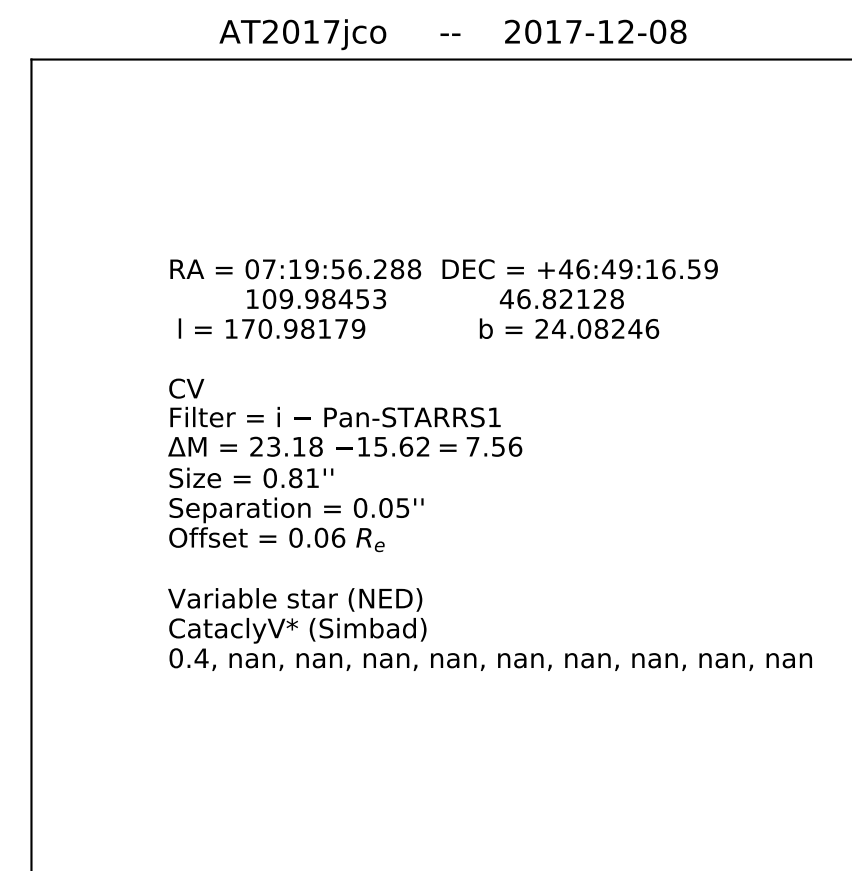 AT2017jco -- 2017-12-08
RA = 07:19:56.288 DEC = +46:49:16.59
109.98453 46.82128
l = 170.98179 b = 24.08246
CV
Filter = i − Pan-STARRS1
ΔM = 23.18 −15.62 = 7.56
Size = 0.81''
Separation = 0.05''
Offset = 0.06 Re
Variable star (NED)
CataclyV* (Simbad)
0.4, nan, nan, nan, nan, nan, nan, nan, nan, nan